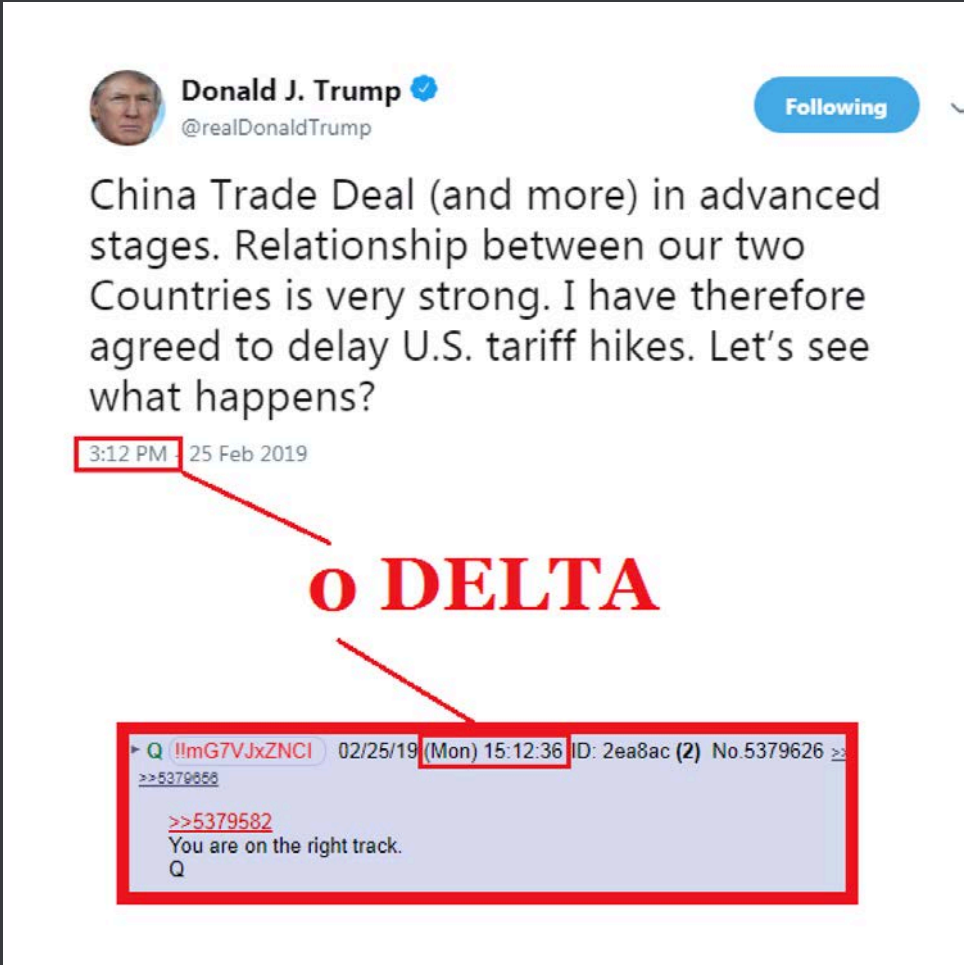 Donald J. Trump
@realDonaldTrump
Following
China Trade Deal (and more) in advanced
stages. Relationship between our two
Countries is very strong. I have therefore
agreed to delay U.S. tariff hikes. Let's see
what happens?
3:12 PM - 25 Feb 2019
0 DELTA
Q !!mG7VJxZNCI 02/25/19 (Mon) 15:12:36 ID: 2ea8ac (2) No.5379626 >>
>>5379656
>>5379582
You are on the right track.
Q